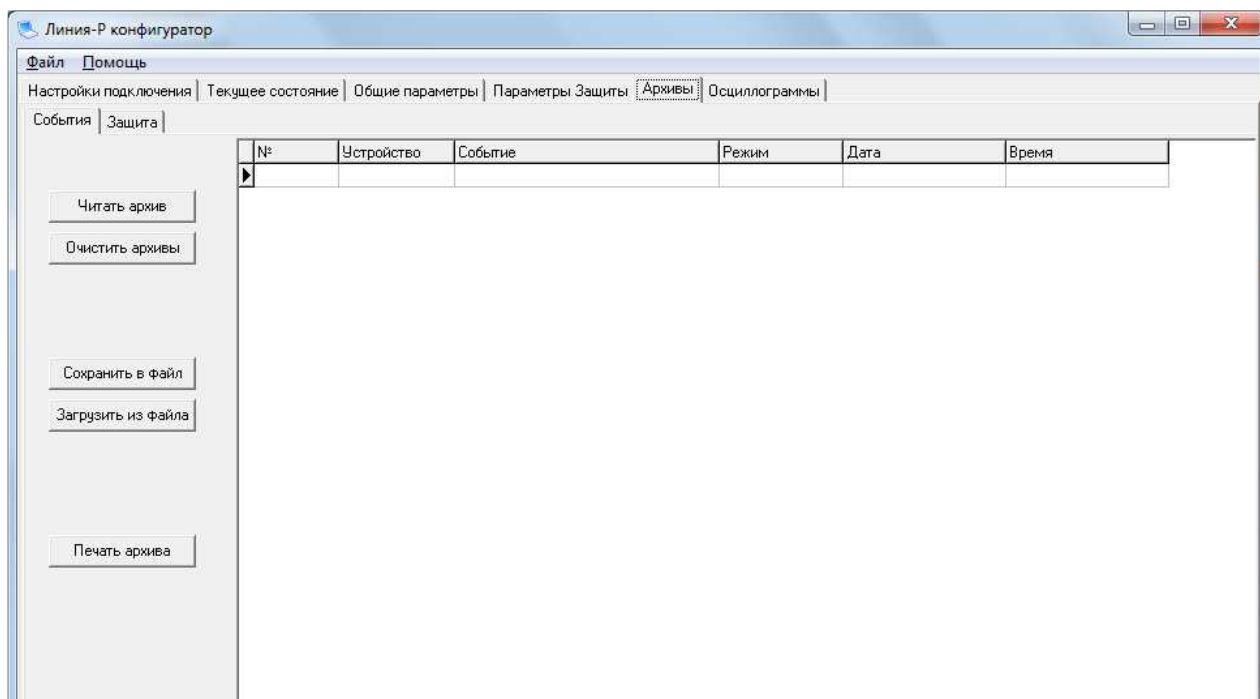 Линия-Р конфигуратор
Файл Помощь
Настройки подключения Текущее состояние Общие параметры Параметры Защиты Архивы Осциллограммы
События Защита
№ Устройство Событие Режим Дата Время
Читать архив
Очистить архивы
Сохранить в файл
Загрузить из файла
Печать архива